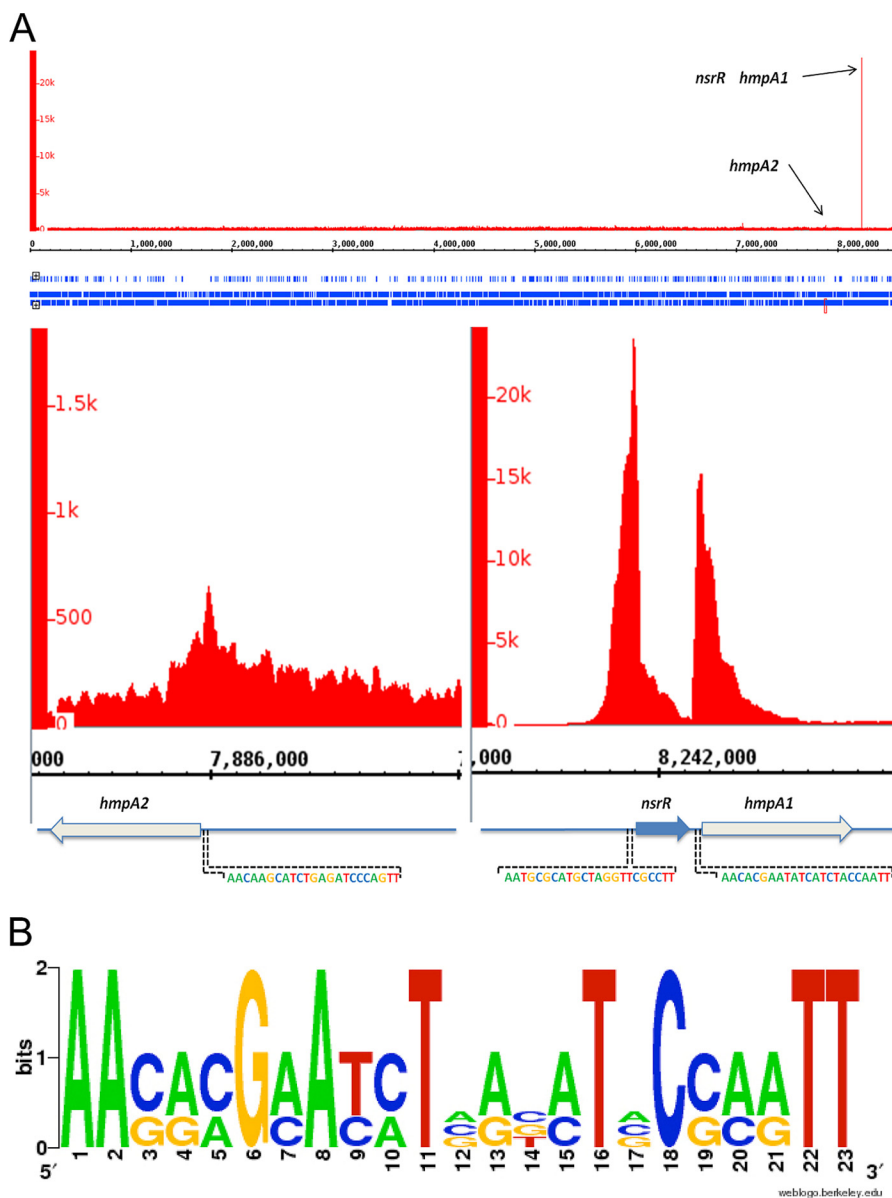 A
20k
15k
10k
5k
0
nsrR hmpA1
hmpA2
0 1,000,000 2,000,000 3,000,000 4,000,000 5,000,000 6,000,000 7,000,000 8,000,000
1.5k
1k
500
0
20k
15k
10k
5k
0
000 7,886,000
,000 8,242,000
hmpA2
nsrR hmpA1
AACAAGCATCTGAGATCCCAGTT
AATGCGCATGCTAGGTTCGCCTT
AACACGAATATCATCTACCAATT
B
bits
2
1
0
AACACGAATCTAACATACCAATT
GGACCACGGCCGCG
GTG
5′ 1 2 3 4 5 6 7 8 9 10 11 12 13 14 15 16 17 18 19 20 21 22 23 3′
weblogo.berkeley.edu